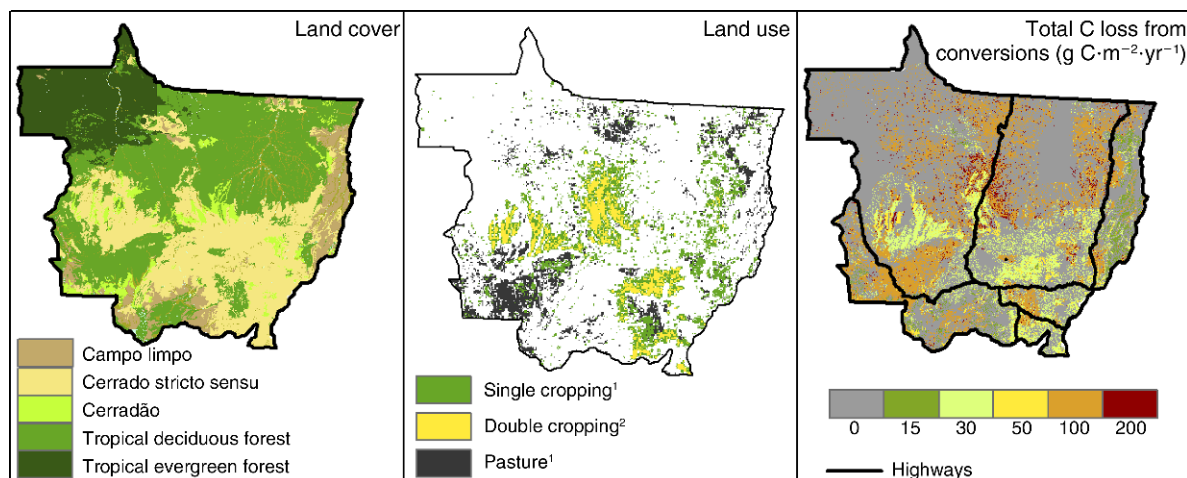 Land cover
Campo limpo
Cerrado stricto sensu
Cerradão
Tropical deciduous forest
Tropical evergreen forest
Land use
Single cropping¹
Double cropping²
Pasture¹
Total C loss from
conversions (g C·m⁻²·yr⁻¹)
0 15 30 50 100 200
Highways